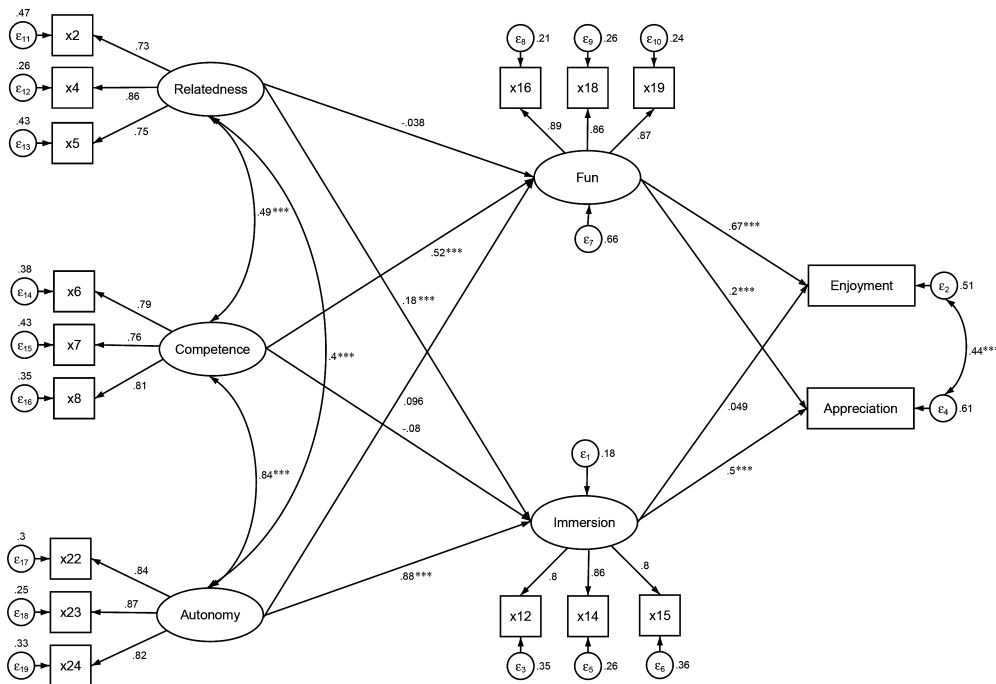 .47
ε11
x2
.73
.26
ε12
x4
.86
.43
ε13
x5
.75
Relatedness
.21
ε8
.26
ε9
.24
ε10
x16
x18
x19
.89
.86
.87
Fun
ε7
.66
-.038
.49***
.52***
.18***
.67***
.2***
.38
ε14
x6
.79
.43
ε15
x7
.76
.35
ε16
x8
.81
Competence
.4***
.096
-.08
.049
Enjoyment
ε2
.51
.44***
Appreciation
ε4
.61
.84***
.5***
ε1
.18
Immersion
.88***
.3
ε17
x22
.84
.25
ε18
x23
.87
.33
ε19
x24
.82
Autonomy
.8
.86
.8
x12
x14
x15
ε3
.35
ε5
.26
ε6
.36